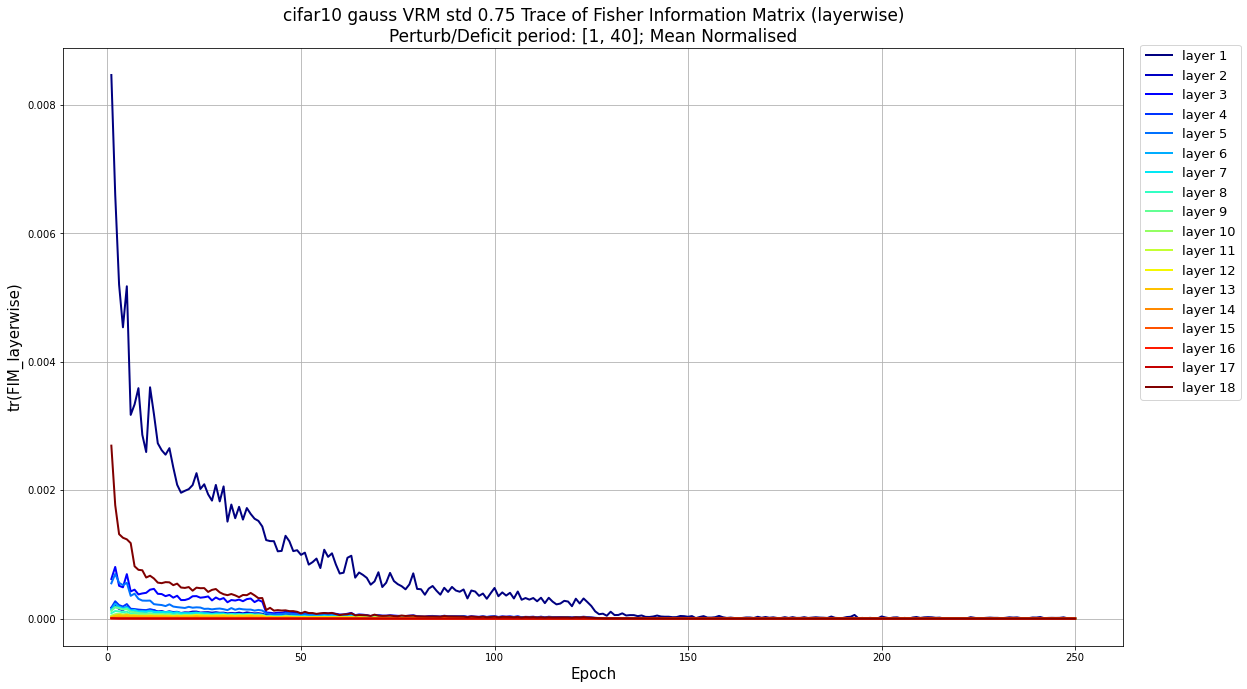 cifar10 gauss VRM std 0.75 Trace of Fisher Information Matrix (layerwise)
Perturb/Deficit period: [1, 40]; Mean Normalised
tr(FIM_layerwise)
0.008
0.006
0.004
0.002
0.000
0
50
100
150
200
250
Epoch
layer 1
layer 2
layer 3
layer 4
layer 5
layer 6
layer 7
layer 8
layer 9
layer 10
layer 11
layer 12
layer 13
layer 14
layer 15
layer 16
layer 17
layer 18